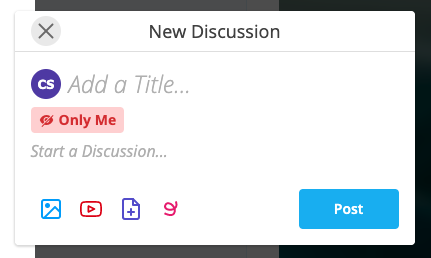 New Discussion
CS Add a Title...
Only Me
Start a Discussion...
Post